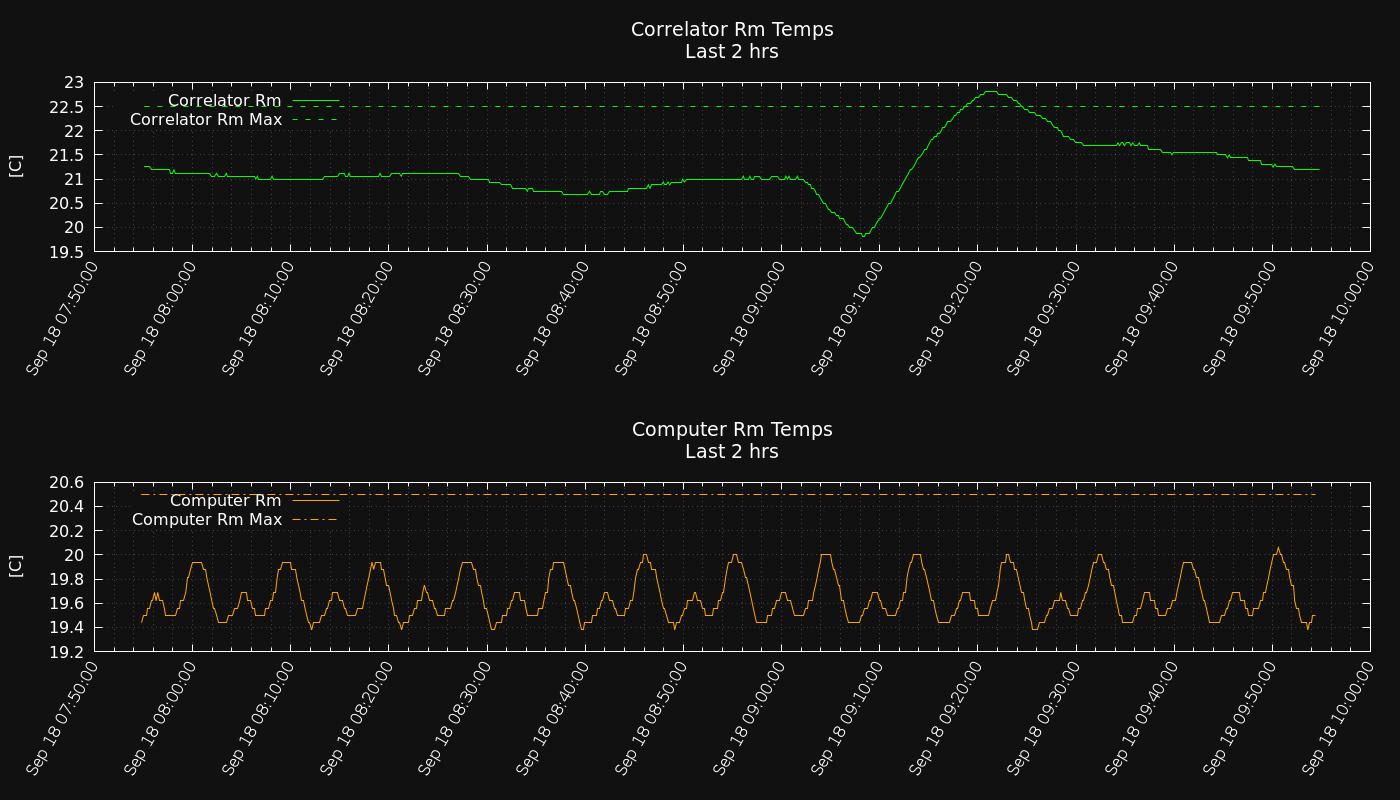 Correlator Rm Temps
Last 2 hrs
[C]
23
22.5
22
21.5
21
20.5
20
19.5
Correlator Rm
Correlator Rm Max
Sep 18 07:50:00
Sep 18 08:00:00
Sep 18 08:10:00
Sep 18 08:20:00
Sep 18 08:30:00
Sep 18 08:40:00
Sep 18 08:50:00
Sep 18 09:00:00
Sep 18 09:10:00
Sep 18 09:20:00
Sep 18 09:30:00
Sep 18 09:40:00
Sep 18 09:50:00
Sep 18 10:00:00
Computer Rm Temps
Last 2 hrs
[C]
20.6
20.4
20.2
20
19.8
19.6
19.4
19.2
Computer Rm
Computer Rm Max
Sep 18 07:50:00
Sep 18 08:00:00
Sep 18 08:10:00
Sep 18 08:20:00
Sep 18 08:30:00
Sep 18 08:40:00
Sep 18 08:50:00
Sep 18 09:00:00
Sep 18 09:10:00
Sep 18 09:20:00
Sep 18 09:30:00
Sep 18 09:40:00
Sep 18 09:50:00
Sep 18 10:00:00